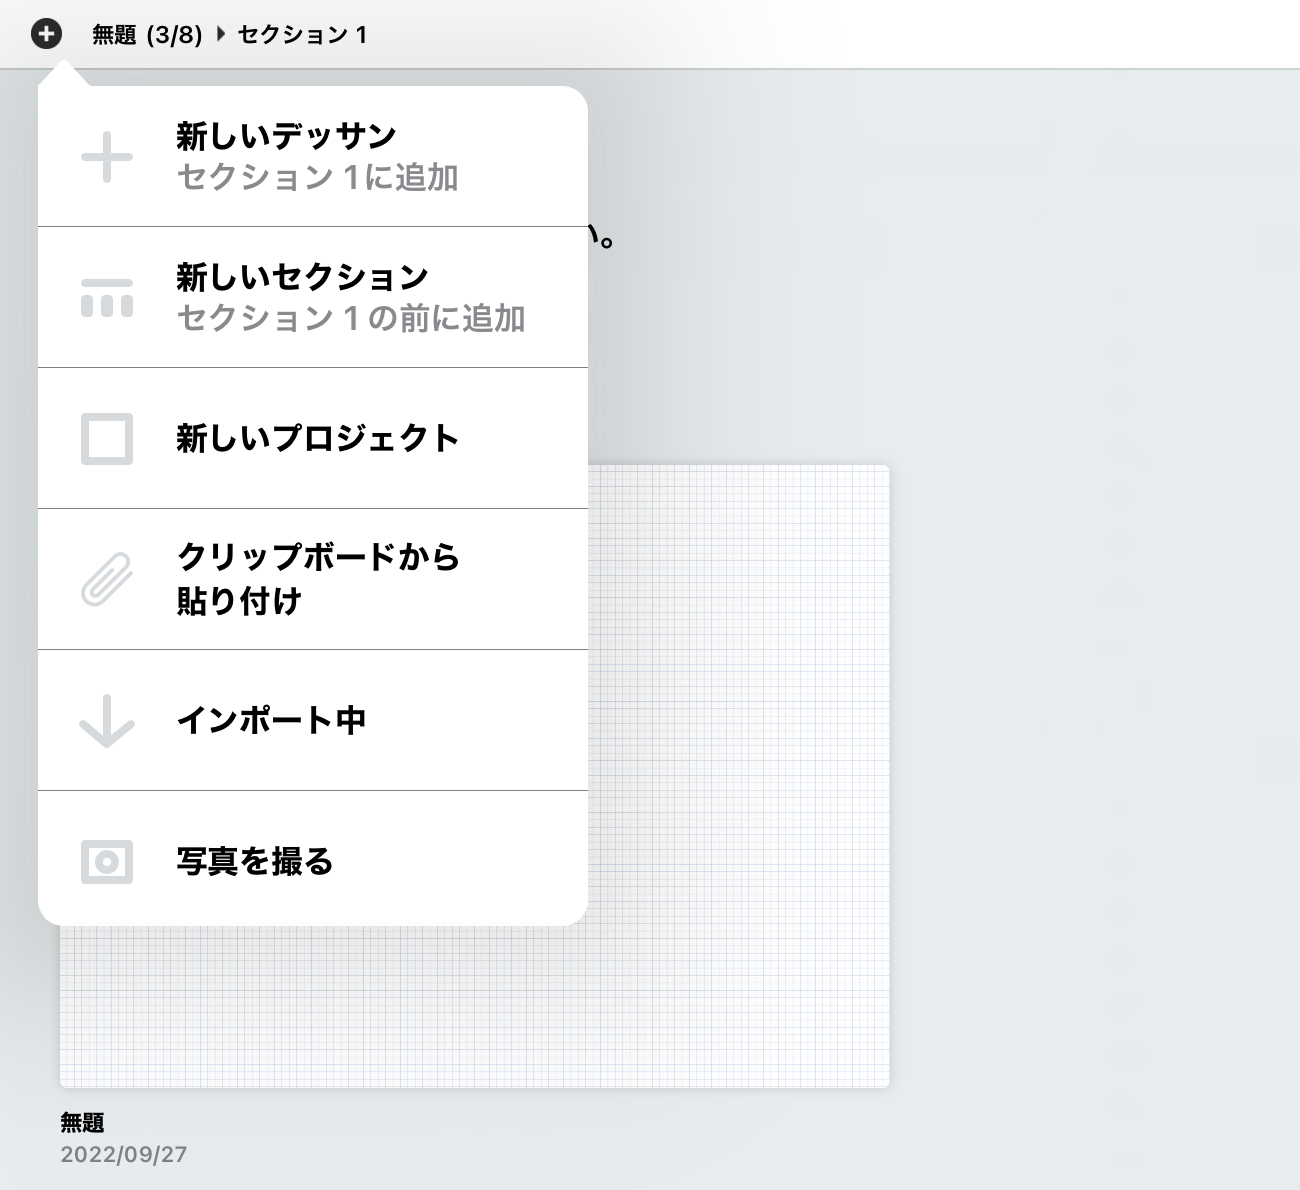 無題 (3/8) ▶ セクション 1
新しいデッサン
セクション 1に追加
い。
新しいセクション
セクション 1 の前に追加
新しいプロジェクト
クリップボードから
貼り付け
インポート中
写真を撮る
無題
2022/09/27